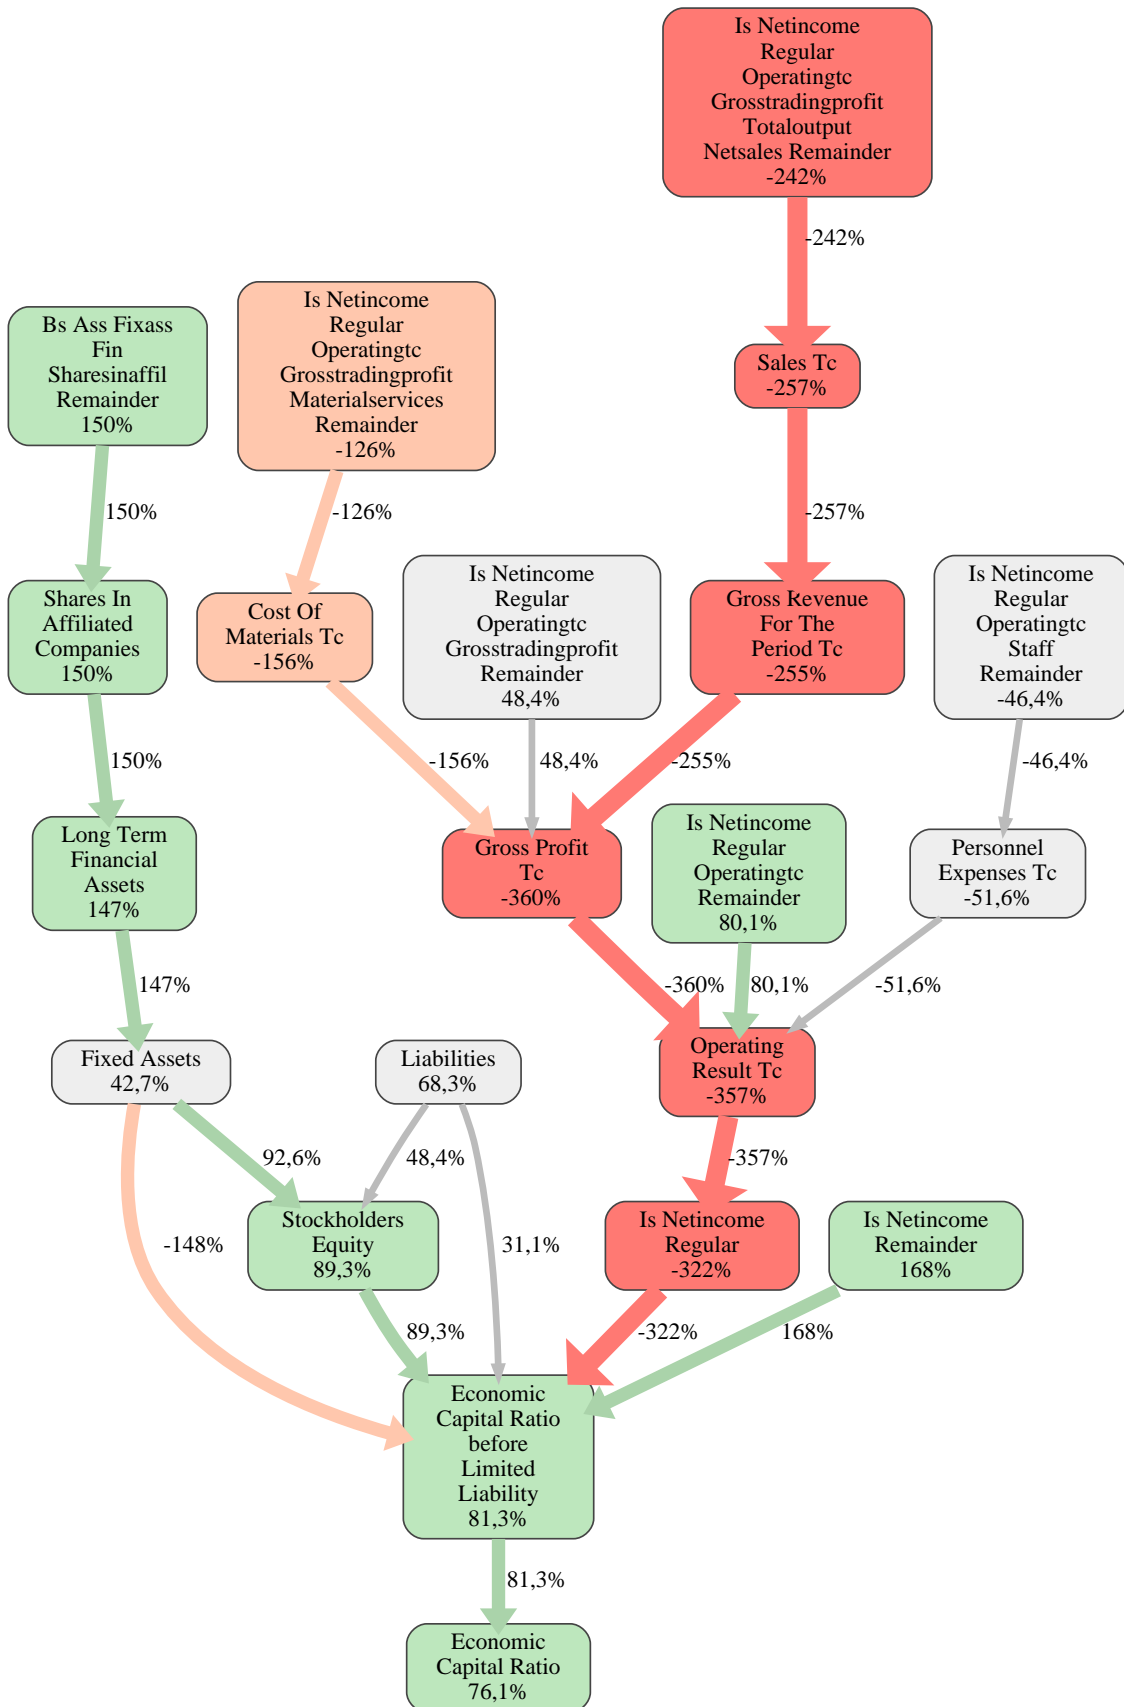 Is Netincome
Regular
Operatingtc
Grosstradingprofit
Totaloutput
Netsales Remainder
-242%
-242%
Bs Ass Fixass
Fin
Sharesinaffil
Remainder
150%
Is Netincome
Regular
Operatingtc
Grosstradingprofit
Materialservices
Remainder
-126%
Sales Tc
-257%
150%
-126%
-257%
Shares In
Affiliated
Companies
150%
Cost Of
Materials Tc
-156%
Is Netincome
Regular
Operatingtc
Grosstradingprofit
Remainder
48,4%
Gross Revenue
For The
Period Tc
-255%
Is Netincome
Regular
Operatingtc
Staff
Remainder
-46,4%
150%
-156%
48,4%
-255%
-46,4%
Long Term
Financial
Assets
147%
Gross Profit
Tc
-360%
Is Netincome
Regular
Operatingtc
Remainder
80,1%
Personnel
Expenses Tc
-51,6%
147%
-360%
80,1%
-51,6%
Fixed Assets
42,7%
Liabilities
68,3%
Operating
Result Tc
-357%
92,6%
48,4%
-357%
-148%
Stockholders
Equity
89,3%
31,1%
Is Netincome
Regular
-322%
Is Netincome
Remainder
168%
89,3%
-322%
168%
Economic
Capital Ratio
before
Limited
Liability
81,3%
81,3%
Economic
Capital Ratio
76,1%